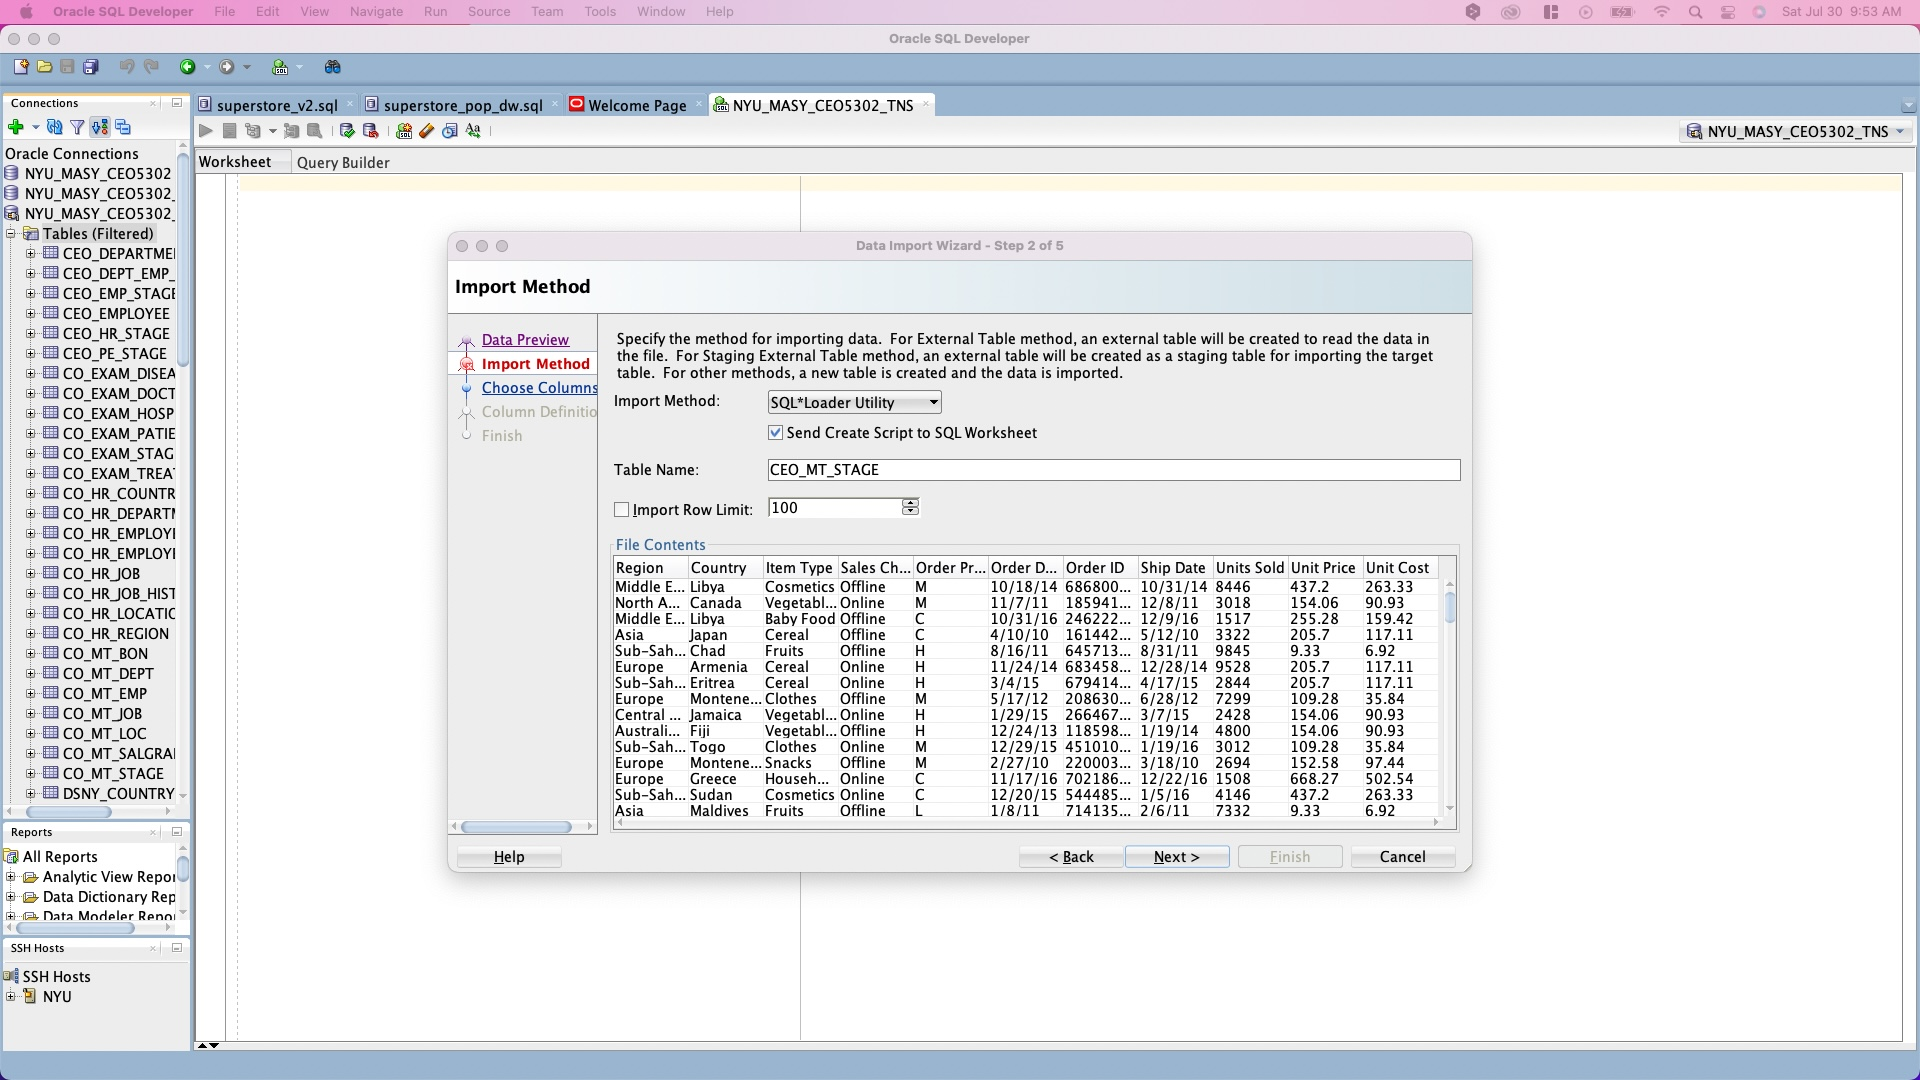 Oracle SQL Developer File Edit View Navigate Run Source Team Tools Window Help Sat Jul 30 9:53 AM
Oracle SQL Developer
Connections
superstore_v2.sql superstore_pop_dw.sql Welcome Page NYU_MASY_CEO5302_TNS
NYU_MASY_CEO5302_TNS
Worksheet Query Builder
Oracle Connections
NYU_MASY_CEO5302
NYU_MASY_CEO5302_
NYU_MASY_CEO5302_
Tables (Filtered)
CEO_DEPARTME
CEO_DEPT_EMP_
CEO_EMP_STAGE
CEO_EMPLOYEE
CEO_HR_STAGE
CEO_PE_STAGE
CO_EXAM_DISEA
CO_EXAM_DOCT
CO_EXAM_HOSP
CO_EXAM_PATIE
CO_EXAM_STAG
CO_EXAM_TREA
CO_HR_COUNTR
CO_HR_DEPARTM
CO_HR_EMPLOYE
CO_HR_EMPLOYE
CO_HR_JOB
CO_HR_JOB_HIST
CO_HR_LOCATIO
CO_HR_REGION
CO_MT_BON
CO_MT_DEPT
CO_MT_EMP
CO_MT_JOB
CO_MT_LOC
CO_MT_SALGRA
CO_MT_STAGE
DSNY_COUNTRY
Reports
All Reports
Analytic View Repor
Data Dictionary Rep
Data Modeler Repor
SSH Hosts
SSH Hosts
NYU
Data Import Wizard - Step 2 of 5
Import Method
Data Preview
Import Method
Choose Columns
Column Definitio
Finish
Specify the method for importing data. For External Table method, an external table will be created to read the data in
the file. For Staging External Table method, an external table will be created as a staging table for importing the target
table. For other methods, a new table is created and the data is imported.
Import Method: SQL*Loader Utility
Send Create Script to SQL Worksheet
Table Name: CEO_MT_STAGE
Import Row Limit: 100
File Contents
Region Country Item Type Sales Ch... Order Pr... Order D... Order ID Ship Date Units Sold Unit Price Unit Cost
Middle E... Libya Cosmetics Offline M 10/18/14 686800... 10/31/14 8446 437.2 263.33
North A... Canada Vegetabl... Online M 11/7/11 185941... 12/8/11 3018 154.06 90.93
Middle E... Libya Baby Food Offline C 10/31/16 246222... 12/9/16 1517 255.28 159.42
Asia Japan Cereal Offline C 4/10/10 161442... 5/12/10 3322 205.7 117.11
Sub-Sah... Chad Fruits Offline H 8/16/11 645713... 8/31/11 9845 9.33 6.92
Europe Armenia Cereal Online H 11/24/14 683458... 12/28/14 9528 205.7 117.11
Sub-Sah... Eritrea Cereal Online H 3/4/15 679414... 4/17/15 2844 205.7 117.11
Europe Montene... Clothes Offline M 5/17/12 208630... 6/28/12 7299 109.28 35.84
Central ... Jamaica Vegetabl... Online H 1/29/15 266467... 3/7/15 2428 154.06 90.93
Australi... Fiji Vegetabl... Offline H 12/24/13 118598... 1/19/14 4800 154.06 90.93
Sub-Sah... Togo Clothes Online M 12/29/15 451010... 1/19/16 3012 109.28 35.84
Europe Montene... Snacks Offline M 2/27/10 220003... 3/18/10 2694 152.58 97.44
Europe Greece Househ... Online C 11/17/16 702186... 12/22/16 1508 668.27 502.54
Sub-Sah... Sudan Cosmetics Online C 12/20/15 544485... 1/5/16 4146 437.2 263.33
Asia Maldives Fruits Offline L 1/8/11 714135... 2/6/11 7332 9.33 6.92
Help < Back Next > Finish Cancel